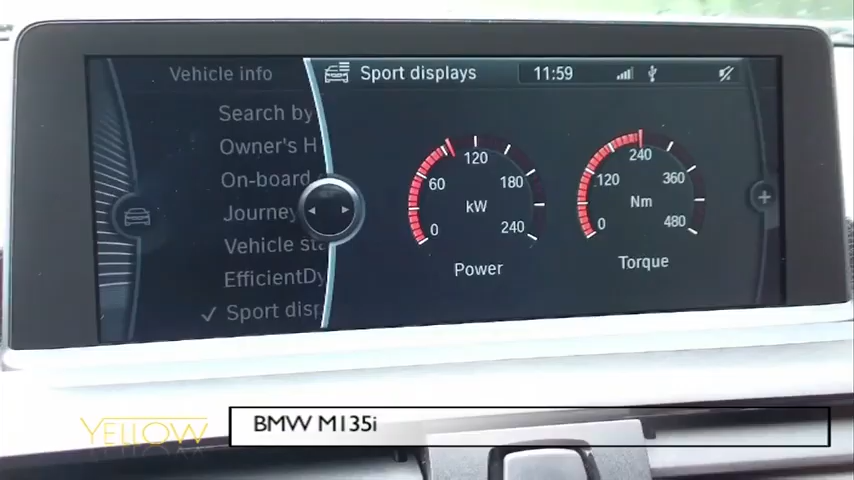 Vehicle info
Sport displays
11:59
Search by
Owner's H
On-board
Journey
Vehicle sta
EfficientDy
Sport disp
0
60
120
180
240
kW
Power
0
120
240
360
480
Nm
Torque
YELLOW
BMW M135i